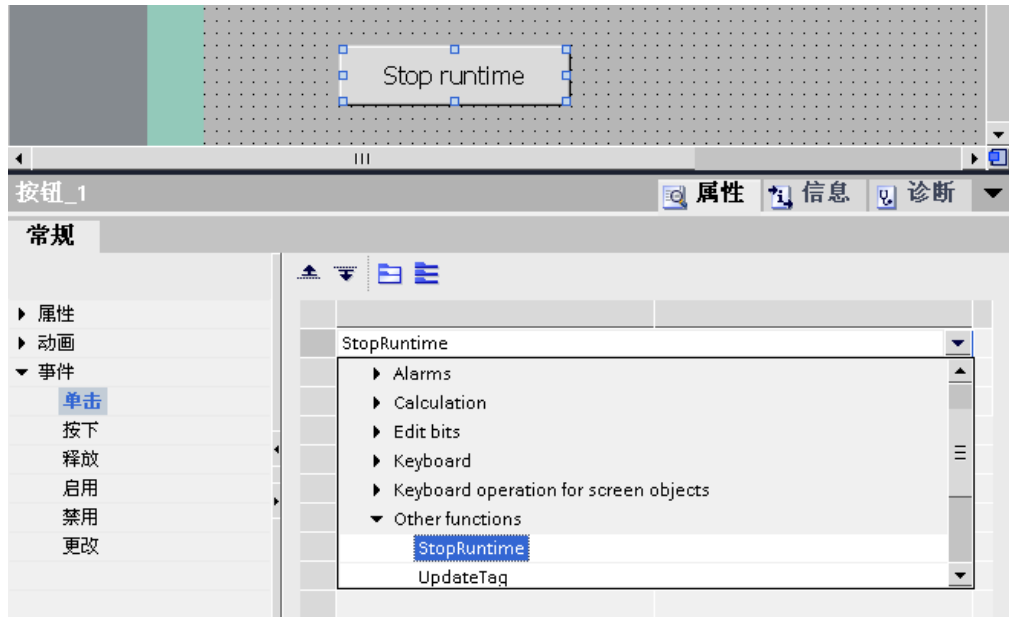 Stop runtime
按钮_1
属性 信息 诊断
常规
属性
动画
事件
单击
按下
释放
启用
禁用
更改
StopRuntime
Alarms
Calculation
Edit bits
Keyboard
Keyboard operation for screen objects
Other functions
StopRuntime
UpdateTag